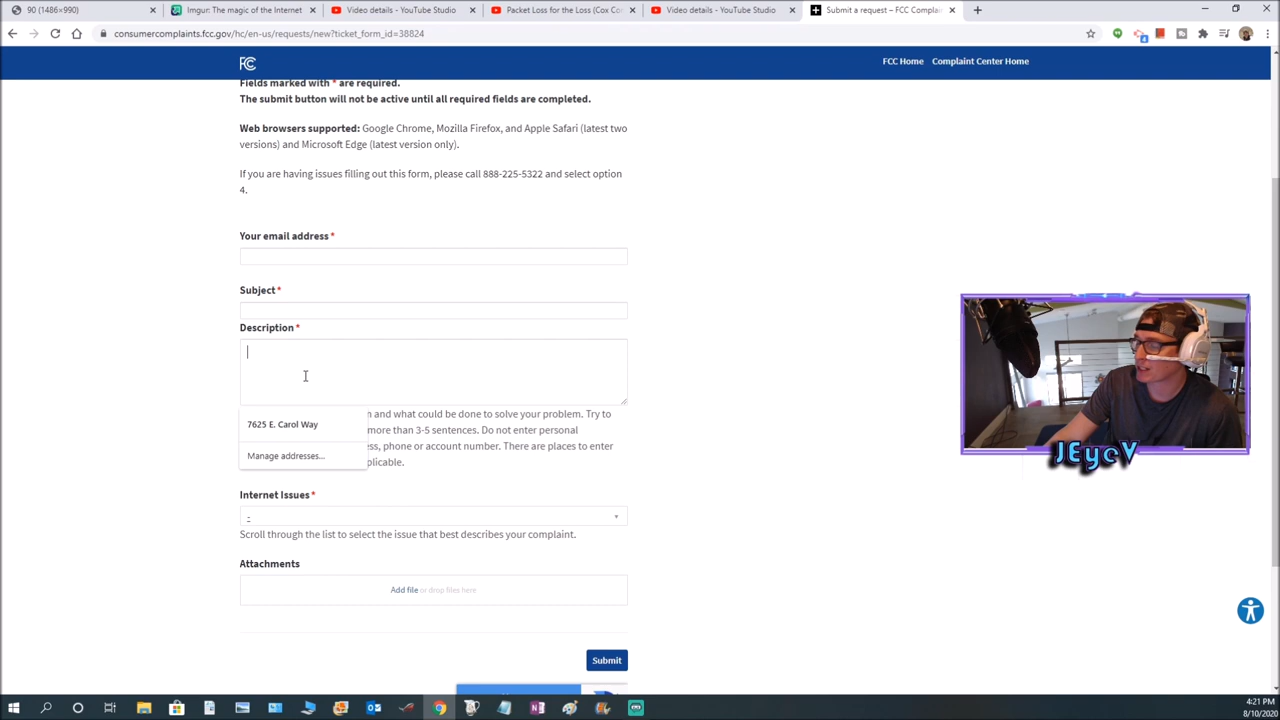 90 (1486×990)
Imgur: The magic of the Internet
Video details - YouTube Studio
Packet Loss for the Loss (Cox Co
Video details - YouTube Studio
Submit a request – FCC Complain
consumercomplaints.fcc.gov/hc/en-us/requests/new?ticket_form_id=38824
FCC Home Complaint Center Home
Fields marked with * are required.
The submit button will not be active until all required fields are completed.
Web browsers supported: Google Chrome, Mozilla Firefox, and Apple Safari (latest two
versions) and Microsoft Edge (latest version only).
If you are having issues filling out this form, please call 888-225-5322 and select option
4.
Your email address *
Subject *
Description *
7625 E. Carol Way
Manage addresses...
n and what could be done to solve your problem. Try to
more than 3-5 sentences. Do not enter personal
ess, phone or account number. There are places to enter
plicable.
Internet Issues *
-
Scroll through the list to select the issue that best describes your complaint.
Attachments
Add file or drop files here
Submit
JEyeV
4:21 PM
8/10/2020